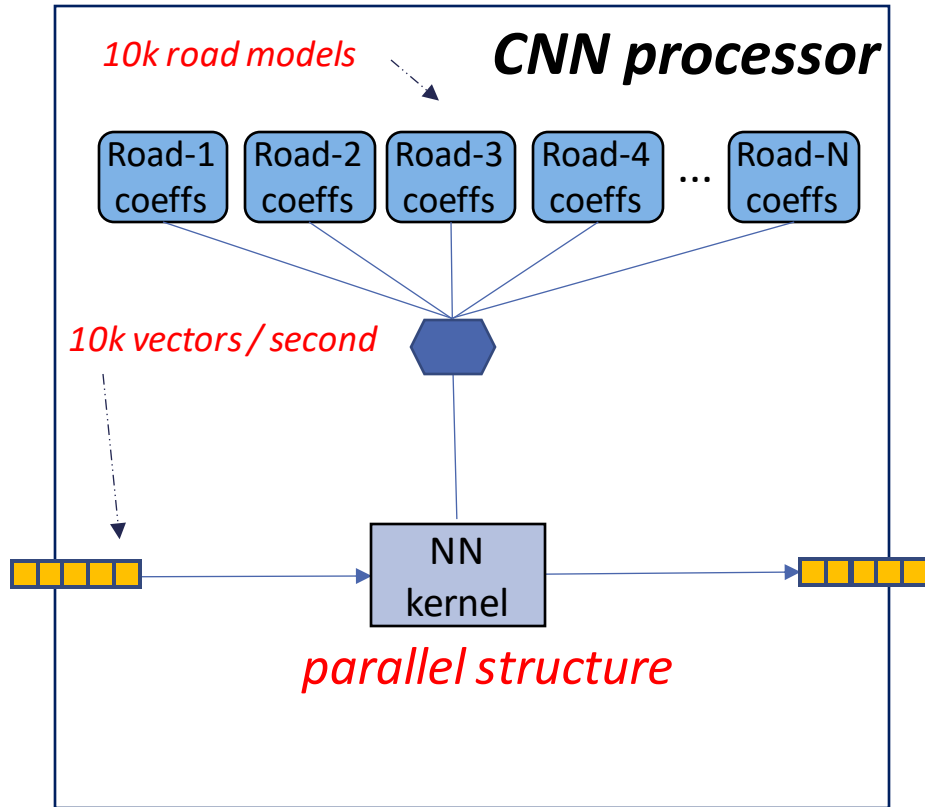 10k road models
CNN processor
Road-1
coeffs
Road-2
coeffs
Road-3
coeffs
Road-4
coeffs
...
Road-N
coeffs
10k vectors / second
NN
kernel
parallel structure